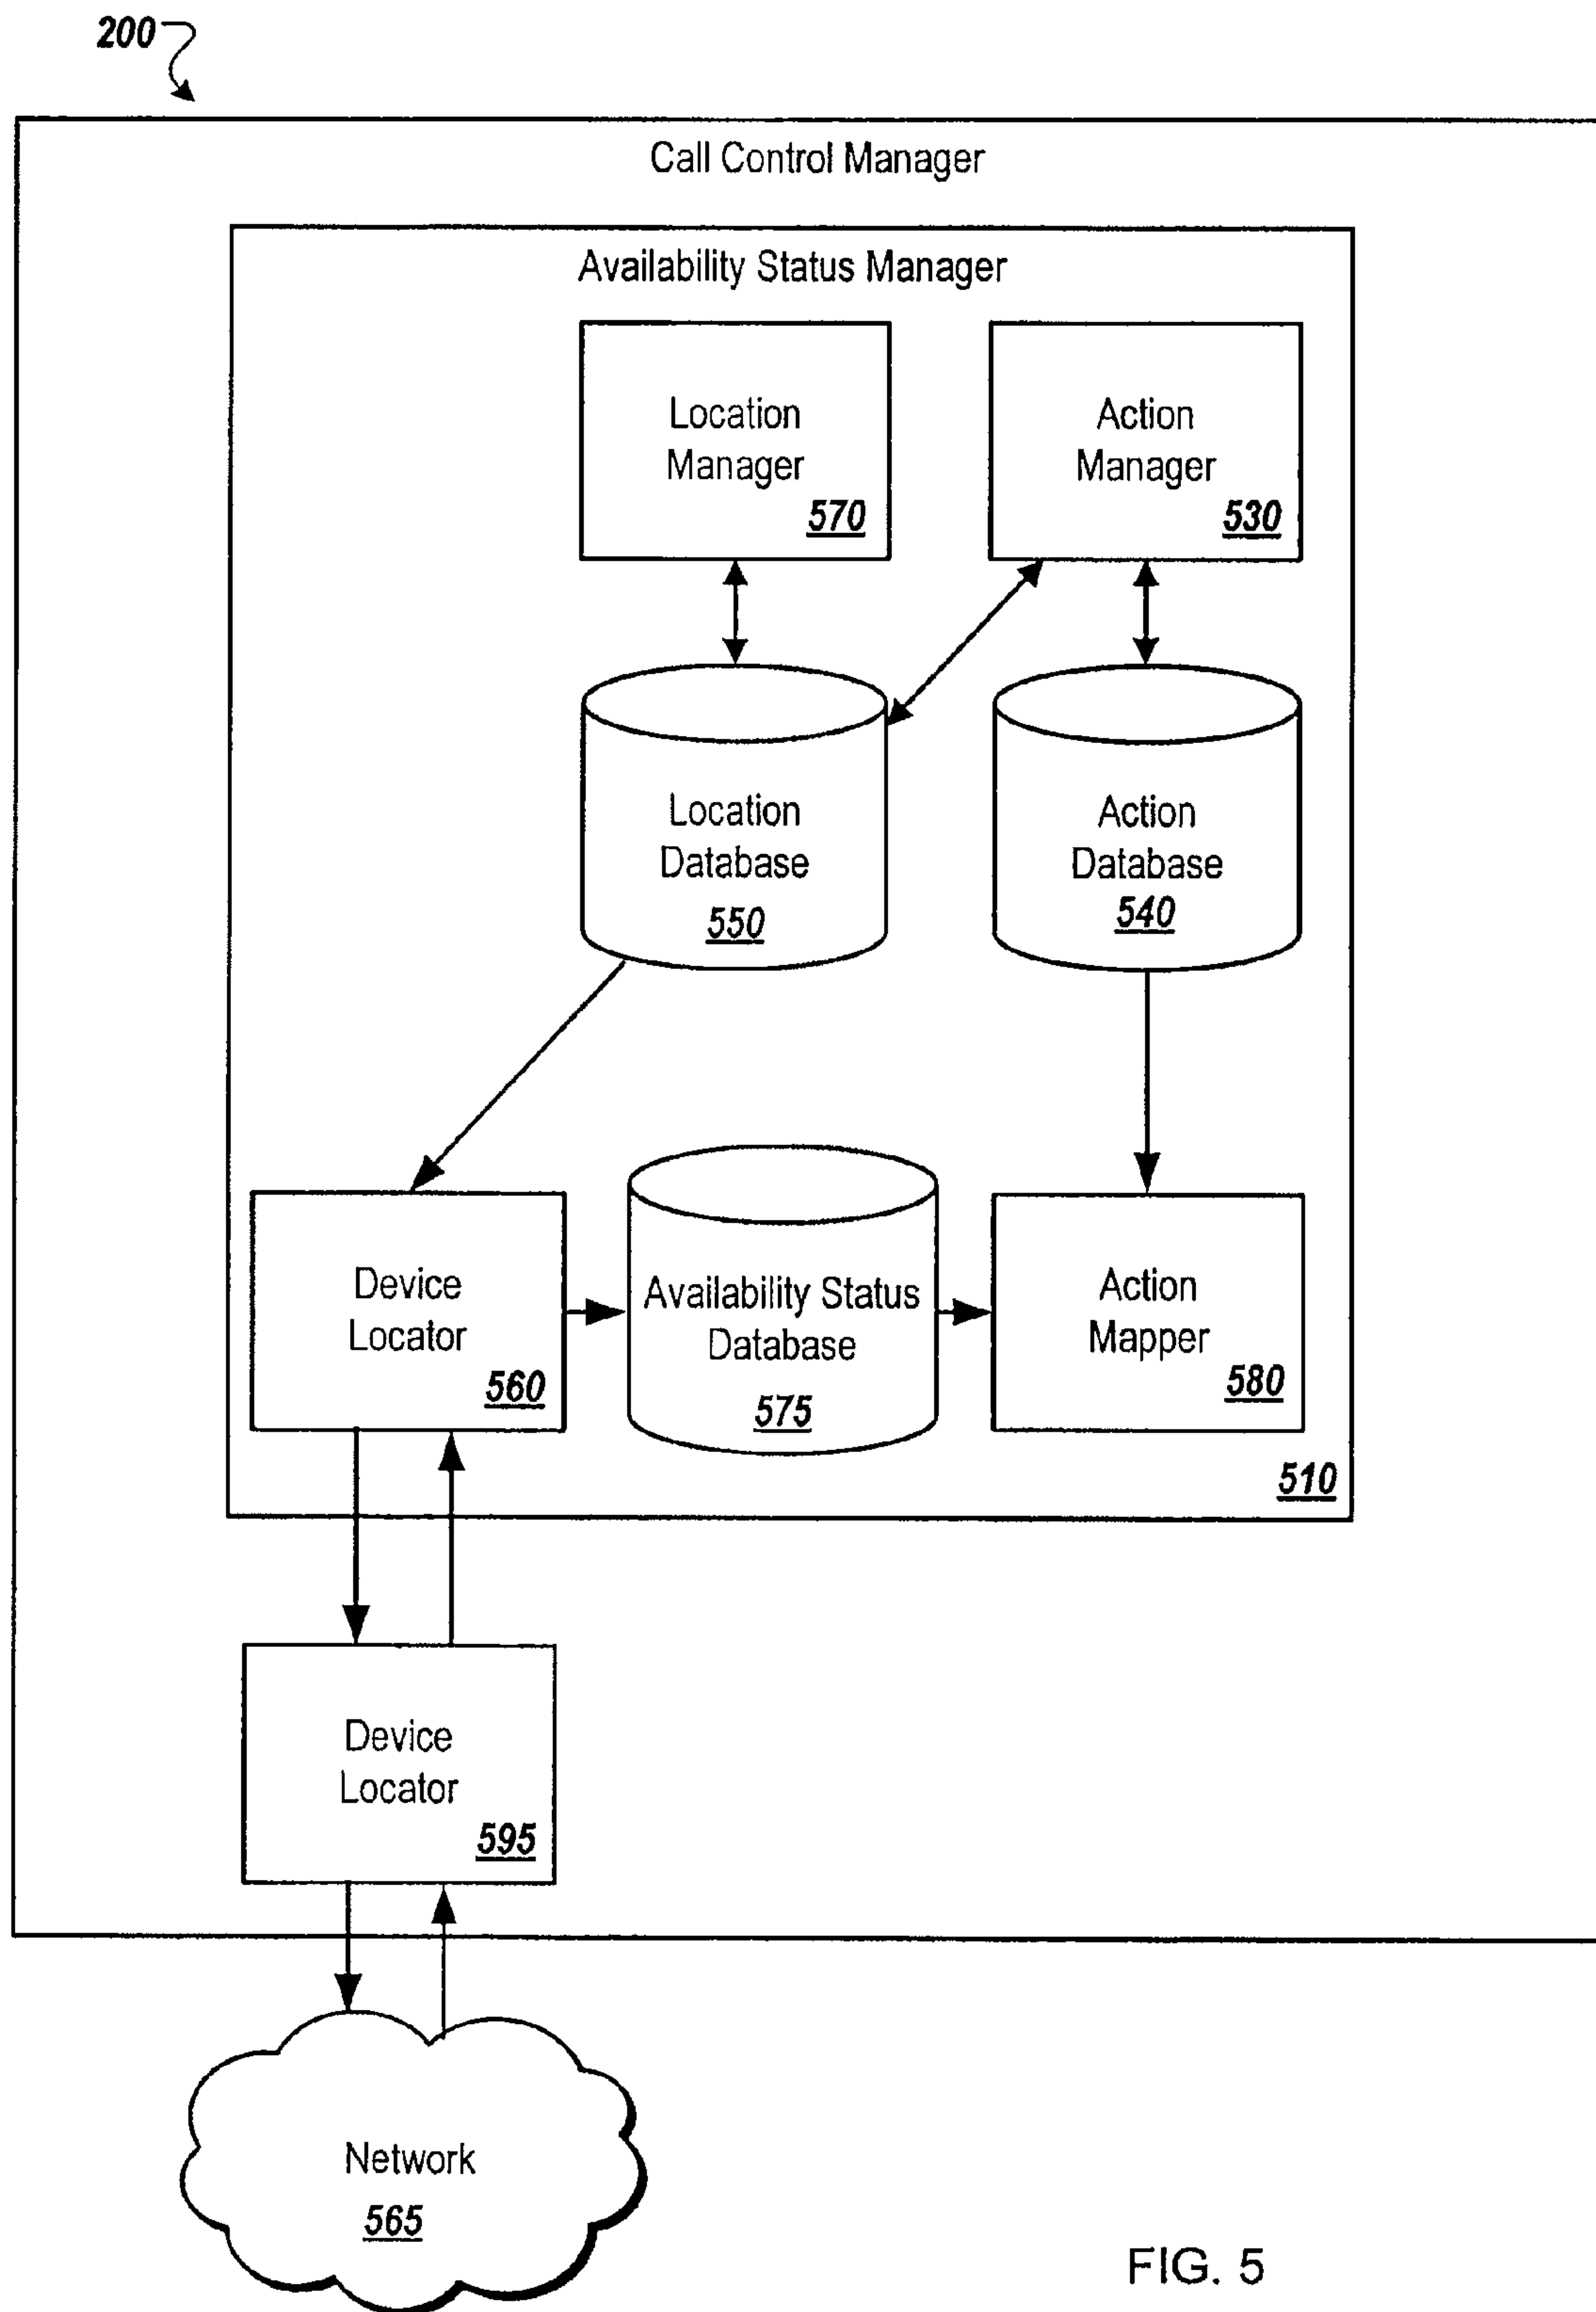 200
Call Control Manager
Availability Status Manager
Location
Manager
570
Action
Manager
530
Location
Database
550
Action
Database
540
Device
Locator
560
Availability Status
Database
575
Action
Mapper
580
510
Device
Locator
595
Network
565
FIG. 5